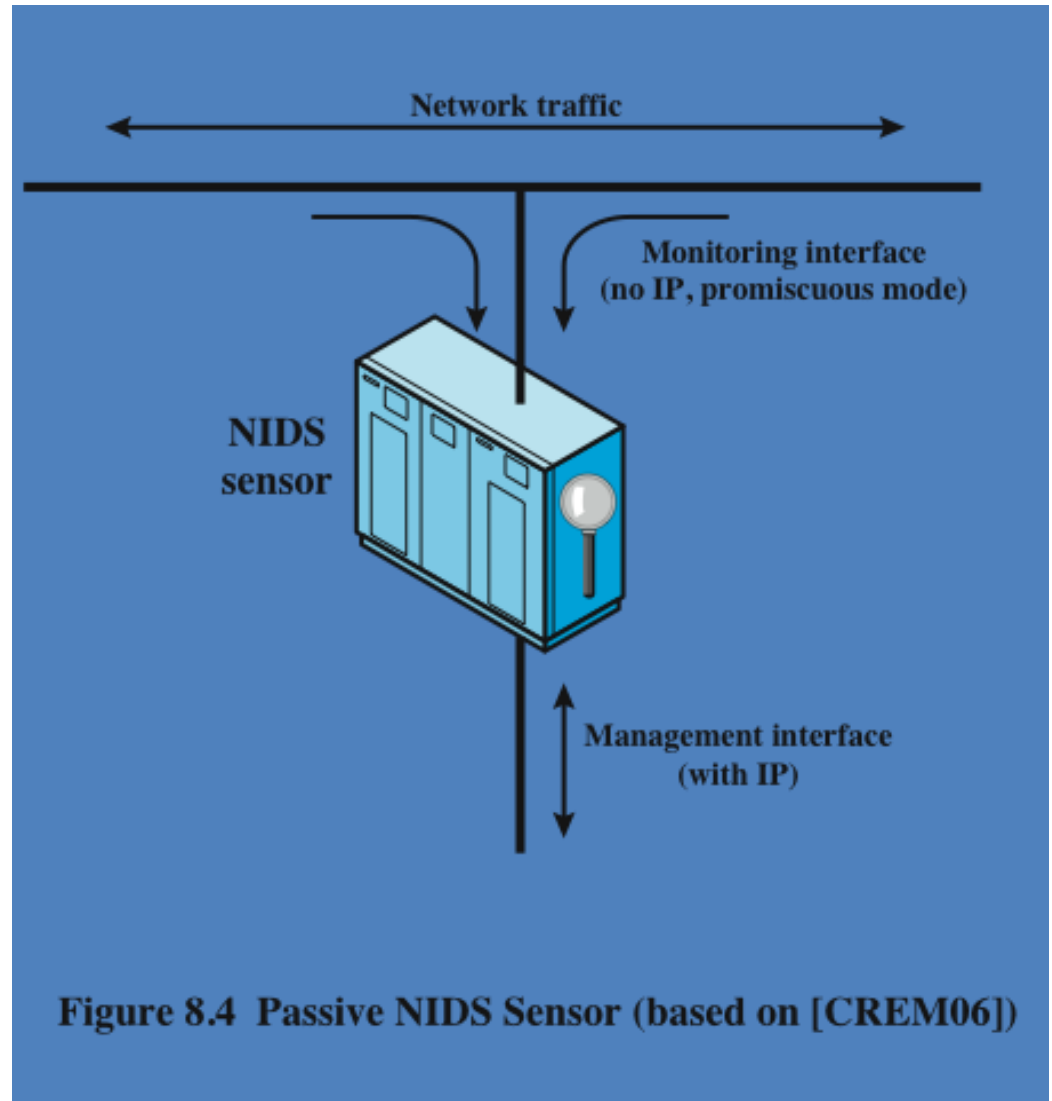 Network traffic
Monitoring interface
(no IP, promiscuous mode)
NIDS
sensor
Management interface
(with IP)
Figure 8.4 Passive NIDS Sensor (based on [CREM06])